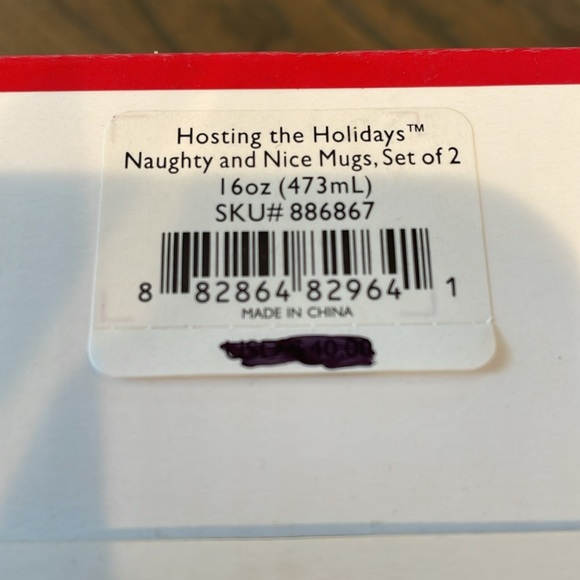 Hosting the Holidays™
Naughty and Nice Mugs, Set of 2
16oz (473mL)
SKU# 886867
8 82864 82964 1
MADE IN CHINA